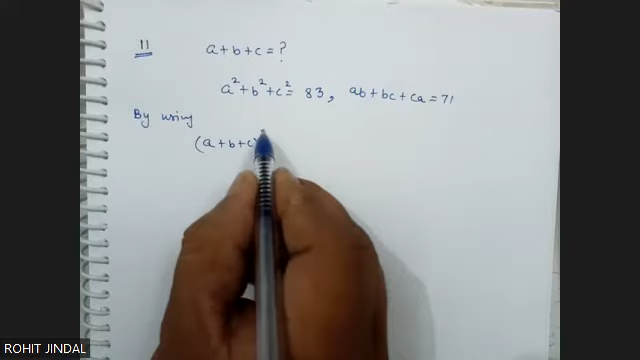 11 a + b + c = ?
a² + b² + c² = 83, ab + bc + ca = 71
By using
(a + b + c)
ROHIT JINDAL